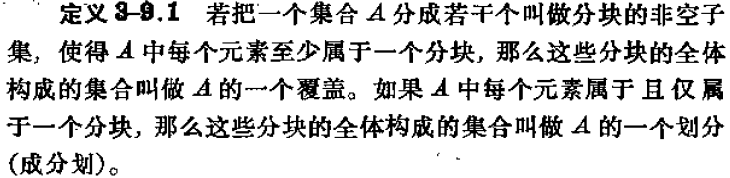 定义 3-9.1 若把一个集合 A 分成若干个叫做分块的非空子
集, 使得 A 中每个元素至少属于一个分块, 那么这些分块的全体
构成的集合叫做 A 的一个覆盖。如果 A 中每个元素属于且仅属
于一个分块, 那么这些分块的全体构成的集合叫做 A 的一个划分
(成分划)。